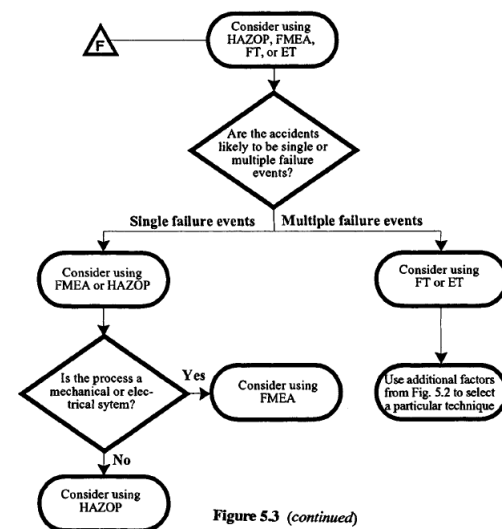 F
Consider using
HAZOP, FMEA,
FT, or ET
Are the accidents
likely to be single or
multiple failure
events?
Single failure events
Multiple failure events
Consider using
FMEA or HAZOP
Consider using
FT or ET
Is the process a
mechanical or elec-
trical sytem?
Yes
Consider using
FMEA
Use additional factors
from Fig. 5.2 to select
a particular technique
No
Consider using
HAZOP
Figure 5.3 (continued)